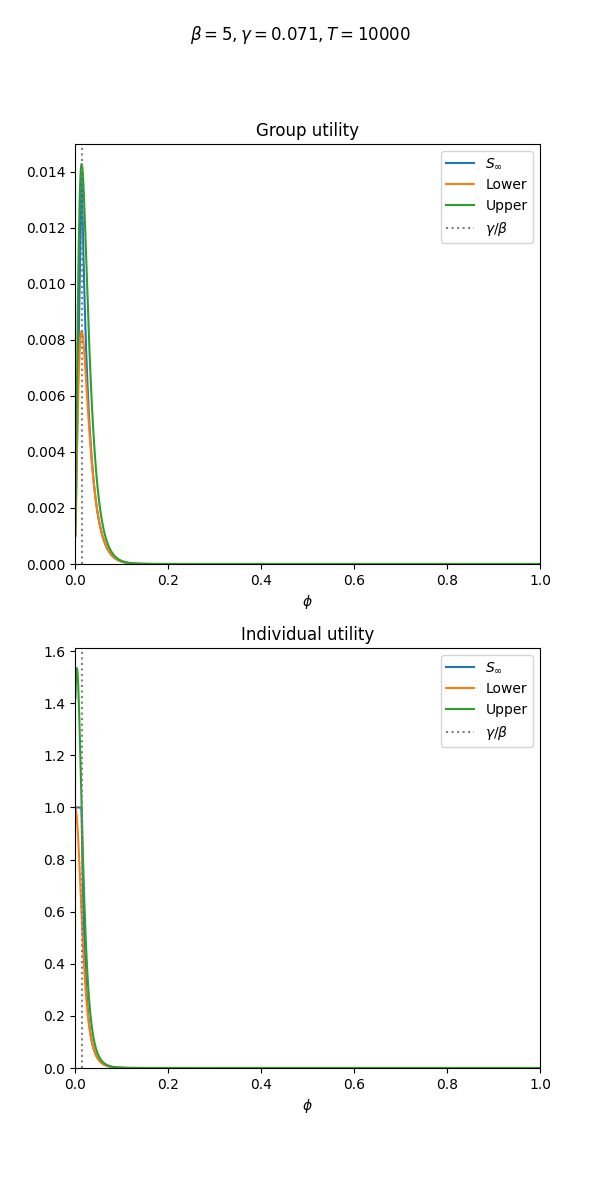 β = 5, γ = 0.071, T = 10000
Group utility
0.014
0.012
0.010
0.008
0.006
0.004
0.002
0.000
S∞
Lower
Upper
γ/β
0.0 0.2 0.4 0.6 0.8 1.0
ϕ
Individual utility
1.6
1.4
1.2
1.0
0.8
0.6
0.4
0.2
0.0
S∞
Lower
Upper
γ/β
0.0 0.2 0.4 0.6 0.8 1.0
ϕ